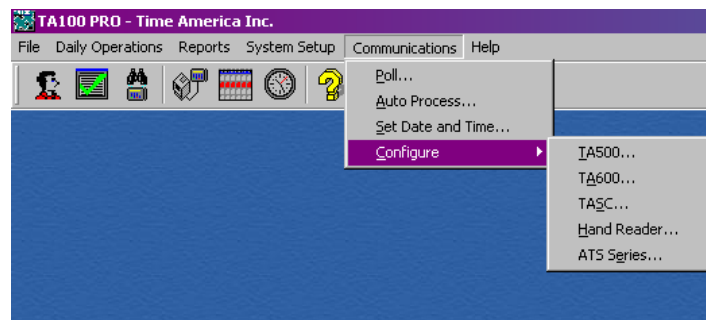 TA100 PRO - Time America Inc.
File Daily Operations Reports System Setup Communications Help
Poll...
Auto Process...
Set Date and Time...
Configure
TA500...
TA600...
TASC...
Hand Reader...
ATS Series...